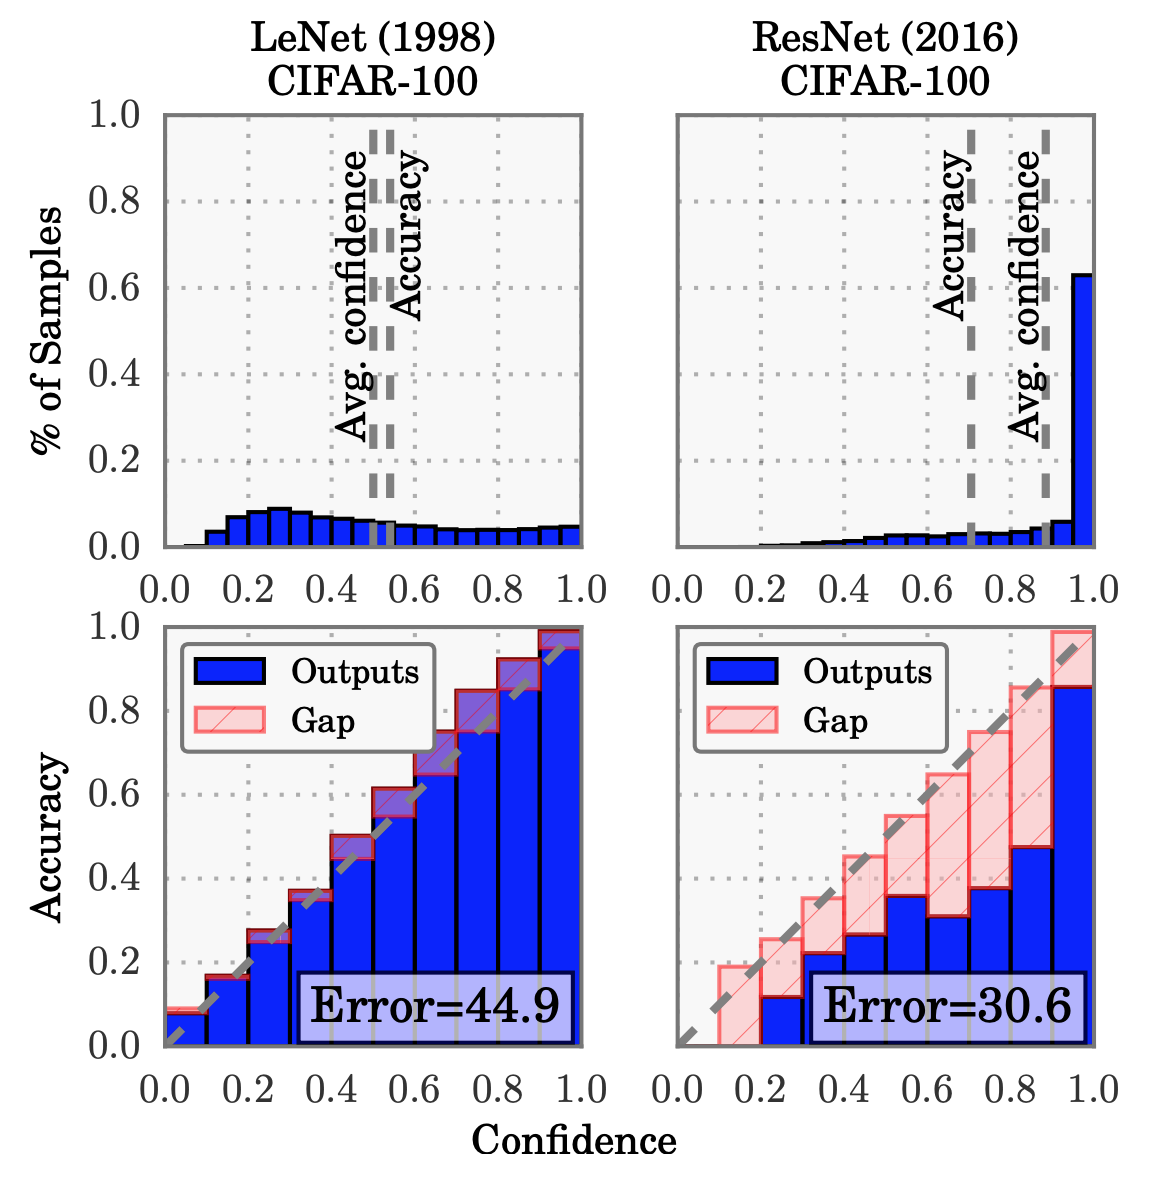 LeNet (1998)
CIFAR-100
ResNet (2016)
CIFAR-100
% of Samples
1.0
0.8
0.6
0.4
0.2
0.0
Avg. confidence
Accuracy
Accuracy
Avg. confidence
0.0 0.2 0.4 0.6 0.8 1.0
0.0 0.2 0.4 0.6 0.8 1.0
Accuracy
1.0
0.8
0.6
0.4
0.2
0.0
Outputs
Gap
Error=44.9
Outputs
Gap
Error=30.6
0.0 0.2 0.4 0.6 0.8 1.0
0.0 0.2 0.4 0.6 0.8 1.0
Confidence